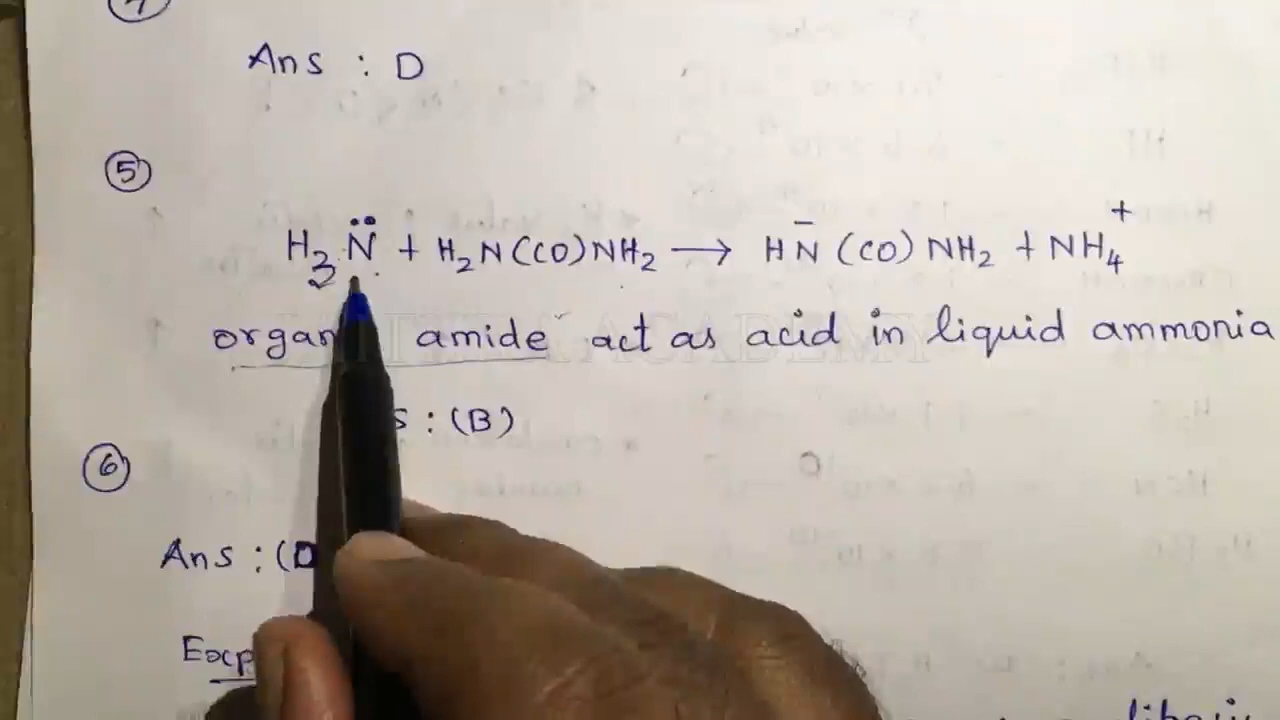 Ans : D
5
H3N̈ + H2N(CO)NH2 → HN̄ (CO) NH2 + NH4+
amide act as acid in liquid ammonia
: (B)
6
Ans : (D